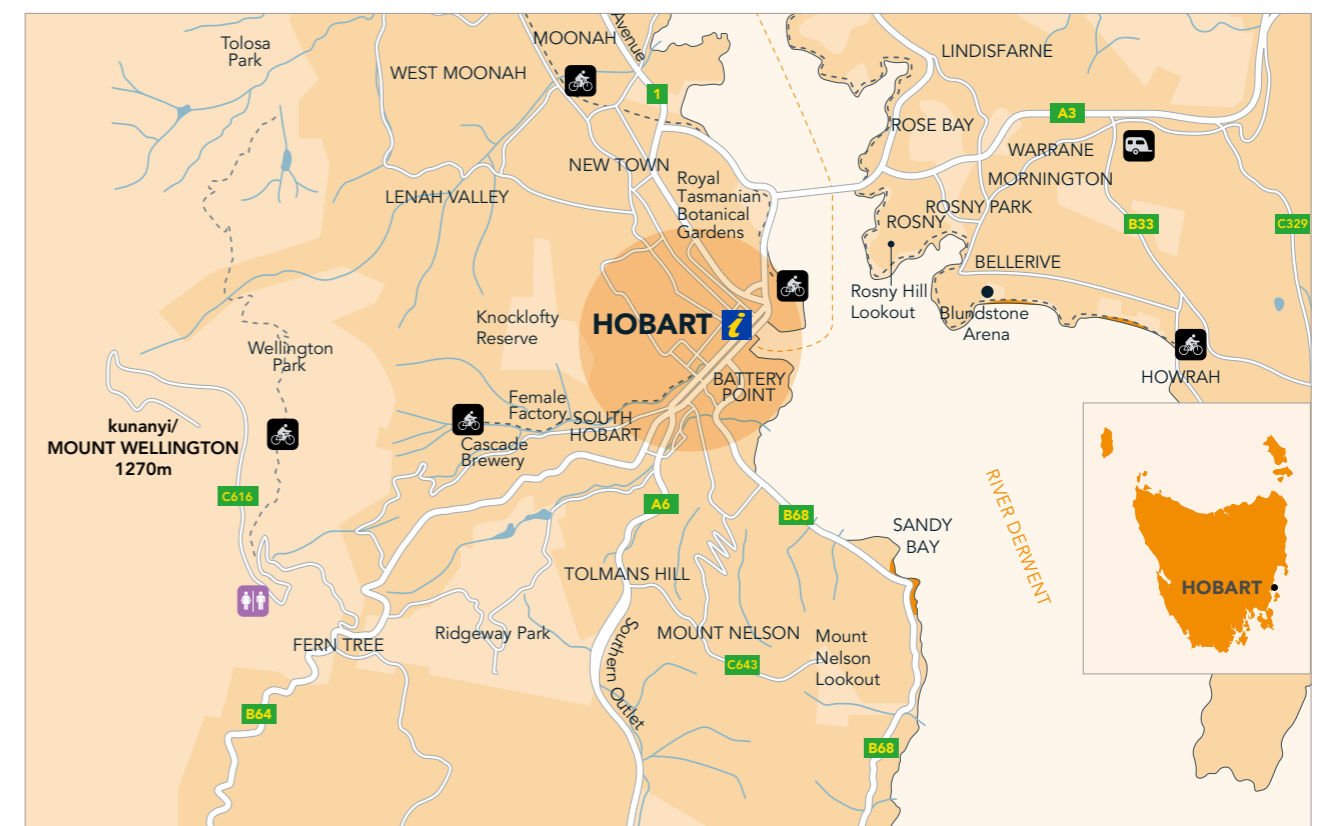 Tolosa
Park
MOONAH
Avenue
WEST MOONAH
1
LINDISFARNE
A3
ROSE BAY
WARRANE
MORNINGTON
NEW TOWN
Royal
Tasmanian
Botanical
Gardens
LENAH VALLEY
ROSNY PARK
ROSNY
B33
C329
BELLERIVE
Rosny Hill
Lookout
Blundstone
Arena
Knocklofty
Reserve
HOBART i
Wellington
Park
HOWRAH
BATTERY
POINT
Female
Factory
SOUTH
HOBART
Cascade
Brewery
kunanyi/
MOUNT WELLINGTON
1270m
C616
A6
B68
SANDY
BAY
RIVER DERWENT
HOBART
TOLMANS HILL
Southern Outlet
Ridgeway Park
MOUNT NELSON
Mount
Nelson
Lookout
FERN TREE
C643
B64
B68